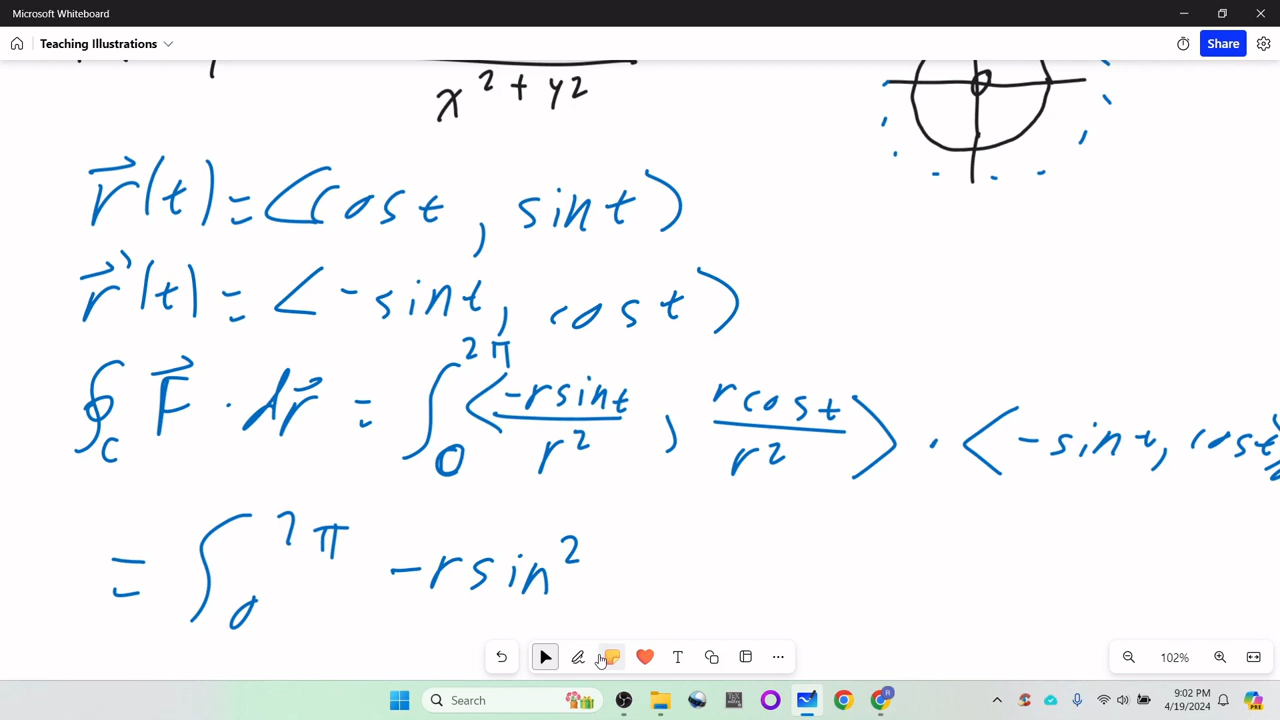 Microsoft Whiteboard
Teaching Illustrations
Share
x² + y2
r⃗(t) = ⟨cos t, sin t⟩
r⃗'(t) = ⟨-sin t, cos t⟩
∮_C F⃗ · dr⃗ = ∫₀^{2π} ⟨-r sin t / r², r cos t / r²⟩ · ⟨-sin t, cos t⟩
= ∫₀^{2π} -r sin²
102%
Search
9:02 PM
4/19/2024